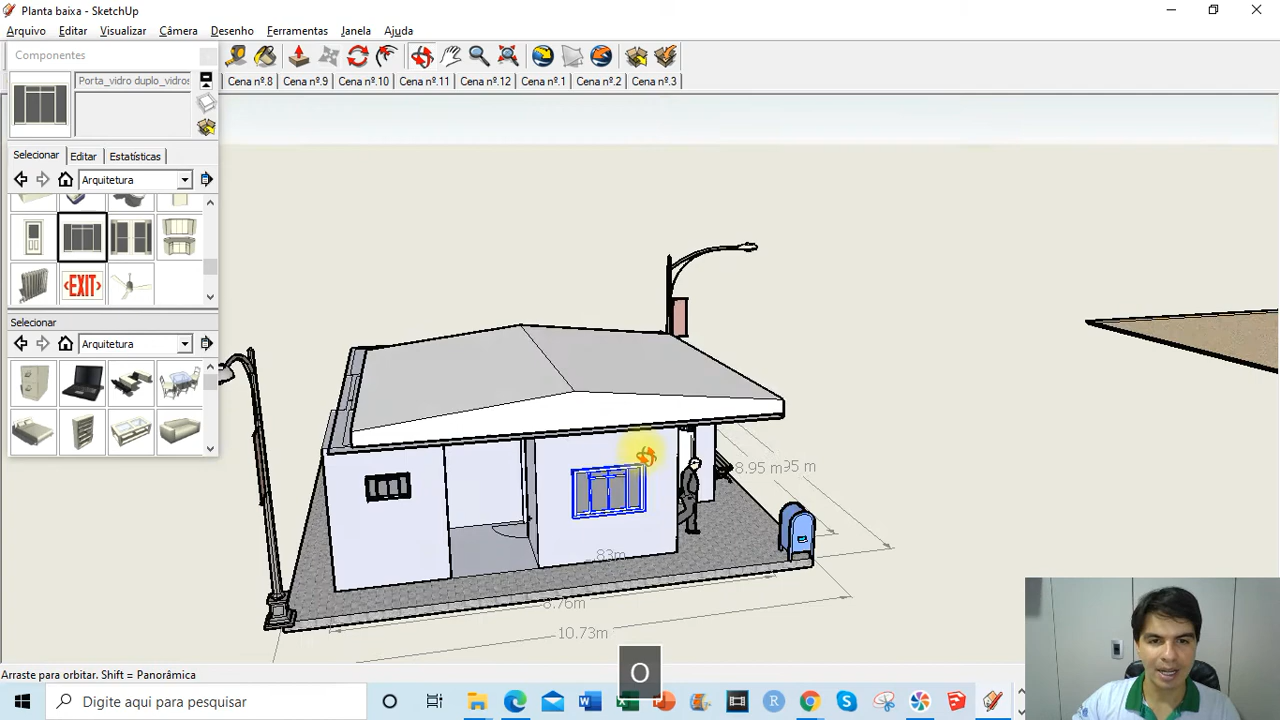 Planta baixa - SketchUp
Arquivo Editar Visualizar Câmera Desenho Ferramentas Janela Ajuda
Componentes
Cena nº.8 Cena nº.9 Cena nº.10 Cena nº.11 Cena nº.12 Cena nº.1 Cena nº.2 Cena nº.3
Porta_vidro duplo_vidros
Selecionar Editar Estatísticas
Arquitetura
EXIT
Selecionar
Arquitetura
8.95 m
95 m
83m
8.76m
10.73m
Arraste para orbitar. Shift = Panorâmica
O
Digite aqui para pesquisar